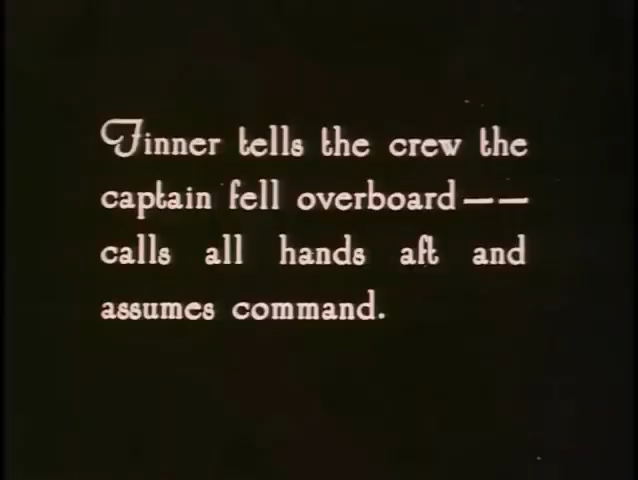 Finner tells the crew the
captain fell overboard——
calls all hands aft and
assumes command.